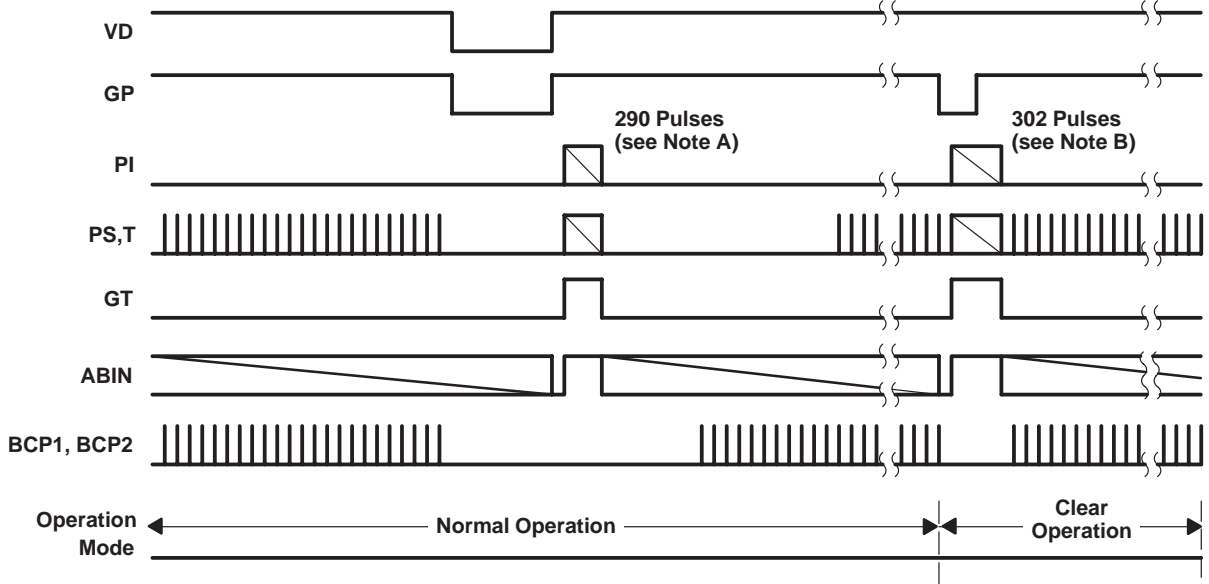 VD
GP
290 Pulses
(see Note A)
302 Pulses
(see Note B)
PI
PS,T
GT
ABIN
BCP1, BCP2
Operation
Mode
Normal Operation
Clear
Operation